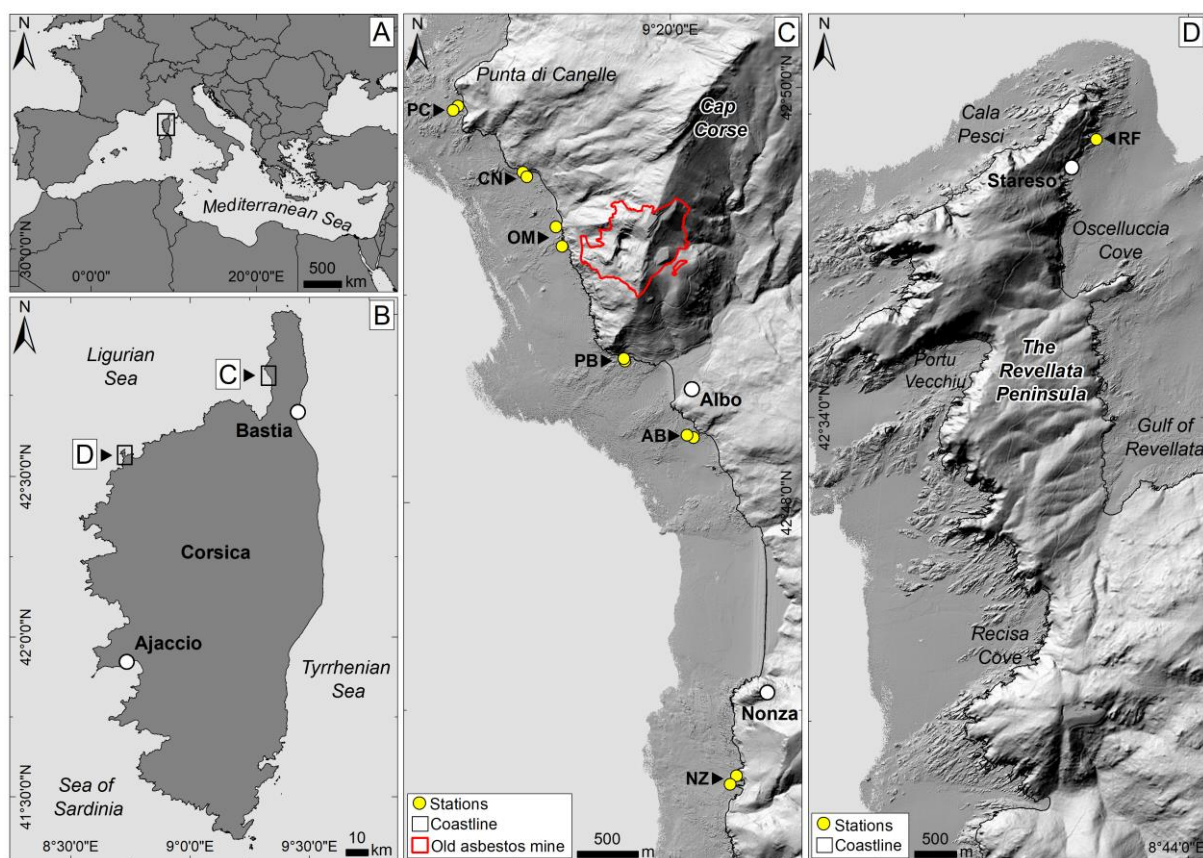 N
A
Mediterranean Sea
30°0'0"N
0°0'0"
20°0'0"E
500
km
N
B
Ligurian
Sea
C
Bastia
D
42°30'0"N
Corsica
42°0'0"N
Ajaccio
Tyrrhenian
Sea
Sea of
Sardinia
41°30'0"N
8°30'0"E
9°0'0"E
9°30'0"E
10
km
N
9°20'0"E
C
Punta di Canelle
42°50'0"N
PC
Cap
Corse
CN
OM
PB
Albo
AB
42°48'0"N
Nonza
NZ
Stations
Coastline
Old asbestos mine
500
m
N
D
Cala
Pesci
RF
Stareso
Oscelluccia
Cove
The
Revellata
Peninsula
Portu
Vecchiu
42°34'0"N
Gulf of
Revellata
Recisa
Cove
Stations
Coastline
500
m
8°44'0"E